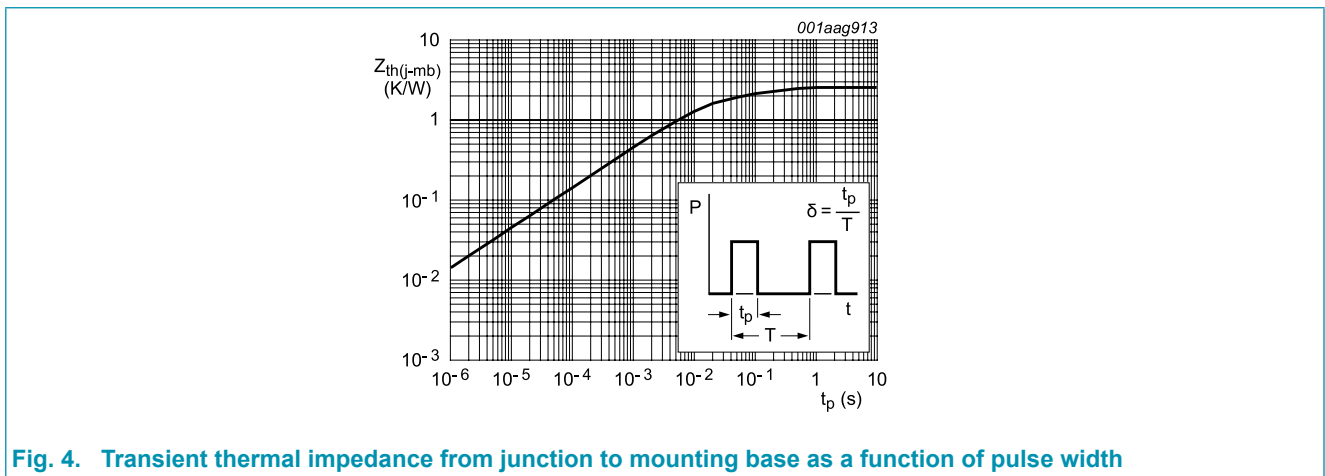 001aag913
10
Zth(j-mb)
(K/W)
1
10-1
10-2
10-3
P
δ = tp/T
tp
T
t
10-6 10-5 10-4 10-3 10-2 10-1 1 10
tp (s)
Fig. 4. Transient thermal impedance from junction to mounting base as a function of pulse width